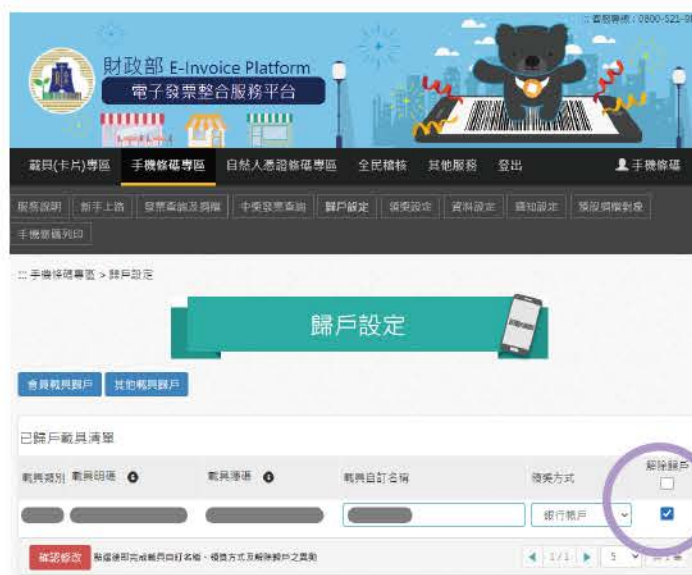 客服專線：0800-521-9
財政部 E-Invoice Platform
電子發票整合服務平台
載具(卡片)專區 手機條碼專區 自然人憑證條碼專區 全民稽核 其他服務 登出 手機條碼
服務說明 新手上路 發票查詢及捐贈 中獎發票查詢 歸戶設定 領獎設定 資料設定 通知設定 預設捐贈對象
手機條碼列印
::: 手機條碼專區 > 歸戶設定
歸戶設定
會員載具歸戶 其他載具歸戶
已歸戶載具清單
載具類別 載具明碼 載具隱碼 載具自訂名稱 領獎方式 解除歸戶
銀行帳戶
確認修改 點選後即完成載具自訂名稱、領獎方式及解除歸戶之異動 1/1 5